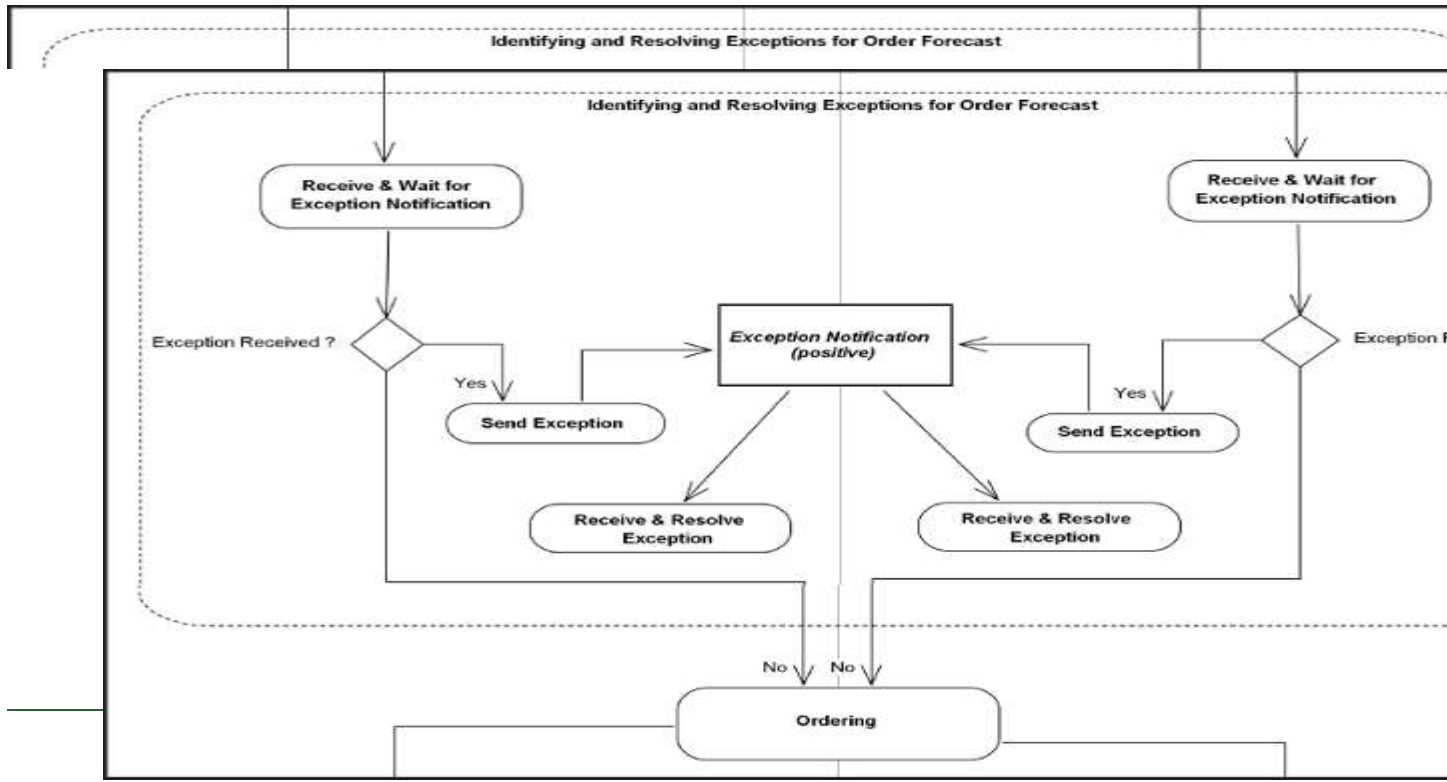 Identifying and Resolving Exceptions for Order Forecast
Identifying and Resolving Exceptions for Order Forecast
Receive & Wait for
Exception Notification
Receive & Wait for
Exception Notification
Exception Received ?
Exception Notification
(positive)
Exception
Yes
Send Exception
Yes
Send Exception
Receive & Resolve
Exception
Receive & Resolve
Exception
No
No
Ordering